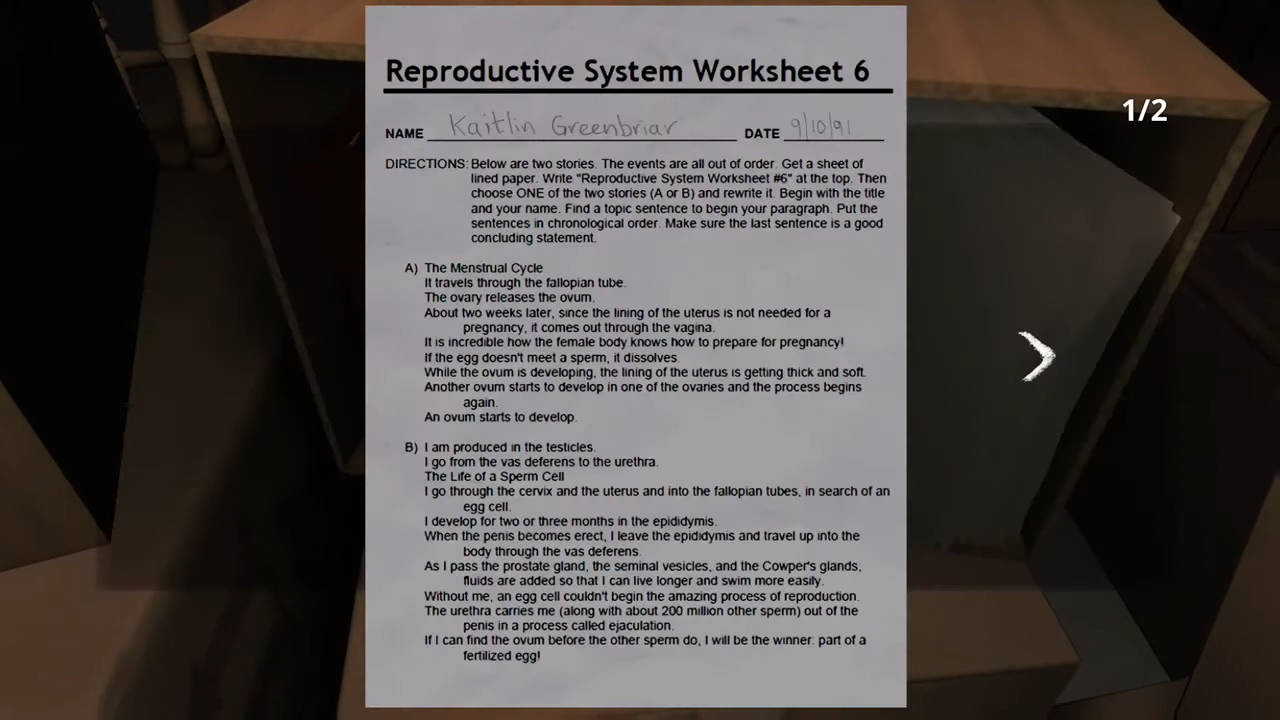 Reproductive System Worksheet 6
1/2
NAME Kaitlin Greenbriar DATE 9/10/91
DIRECTIONS: Below are two stories. The events are all out of order. Get a sheet of
lined paper. Write "Reproductive System Worksheet #6" at the top. Then
choose ONE of the two stories (A or B) and rewrite it. Begin with the title
and your name. Find a topic sentence to begin your paragraph. Put the
sentences in chronological order. Make sure the last sentence is a good
concluding statement.
A) The Menstrual Cycle
It travels through the fallopian tube.
The ovary releases the ovum.
About two weeks later, since the lining of the uterus is not needed for a
pregnancy, it comes out through the vagina.
It is incredible how the female body knows how to prepare for pregnancy!
If the egg doesn't meet a sperm, it dissolves.
While the ovum is developing, the lining of the uterus is getting thick and soft.
Another ovum starts to develop in one of the ovaries and the process begins
again.
An ovum starts to develop.
B) I am produced in the testicles.
I go from the vas deferens to the urethra.
The Life of a Sperm Cell
I go through the cervix and the uterus and into the fallopian tubes, in search of an
egg cell.
I develop for two or three months in the epididymis.
When the penis becomes erect, I leave the epididymis and travel up into the
body through the vas deferens.
As I pass the prostate gland, the seminal vesicles, and the Cowper's glands,
fluids are added so that I can live longer and swim more easily.
Without me, an egg cell couldn't begin the amazing process of reproduction.
The urethra carries me (along with about 200 million other sperm) out of the
penis in a process called ejaculation.
If I can find the ovum before the other sperm do, I will be the winner: part of a
fertilized egg!